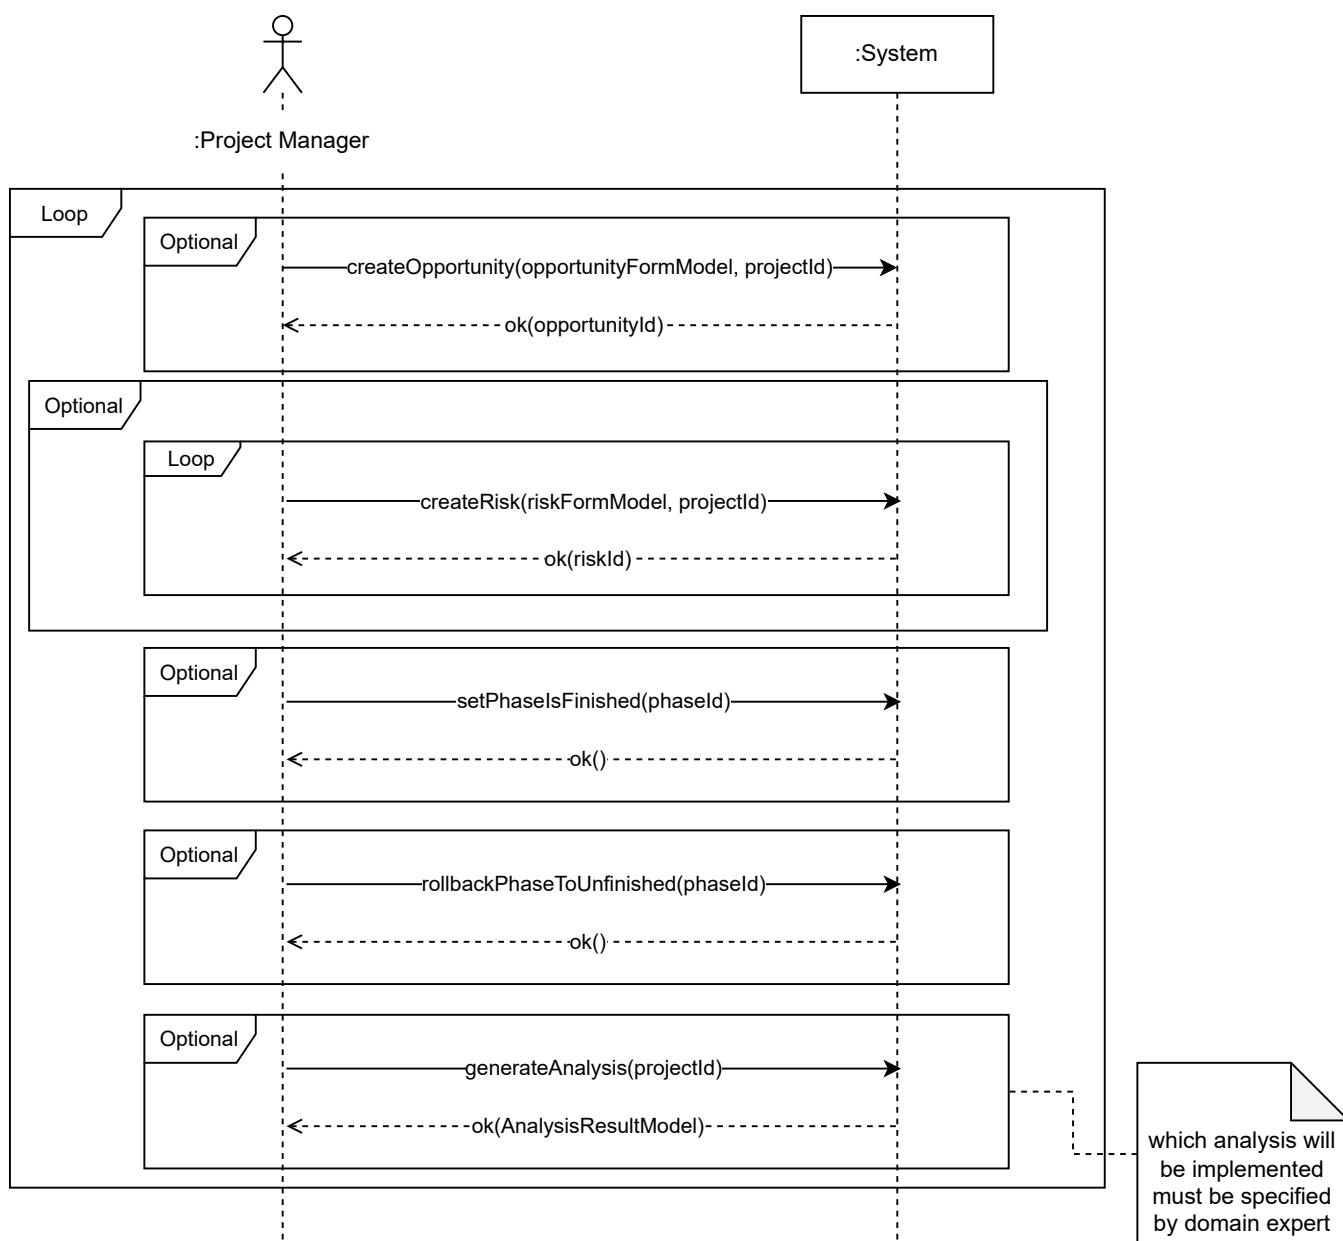 :System
:Project Manager
Loop
Optional
createOpportunity(opportunityFormModel, projectId)
ok(opportunityId)
Optional
Loop
createRisk(riskFormModel, projectId)
ok(riskId)
Optional
setPhaseIsFinished(phaseId)
ok()
Optional
rollbackPhaseToUnfinished(phaseId)
ok()
Optional
generateAnalysis(projectId)
ok(AnalysisResultModel)
which analysis will
be implemented
must be specified
by domain expert